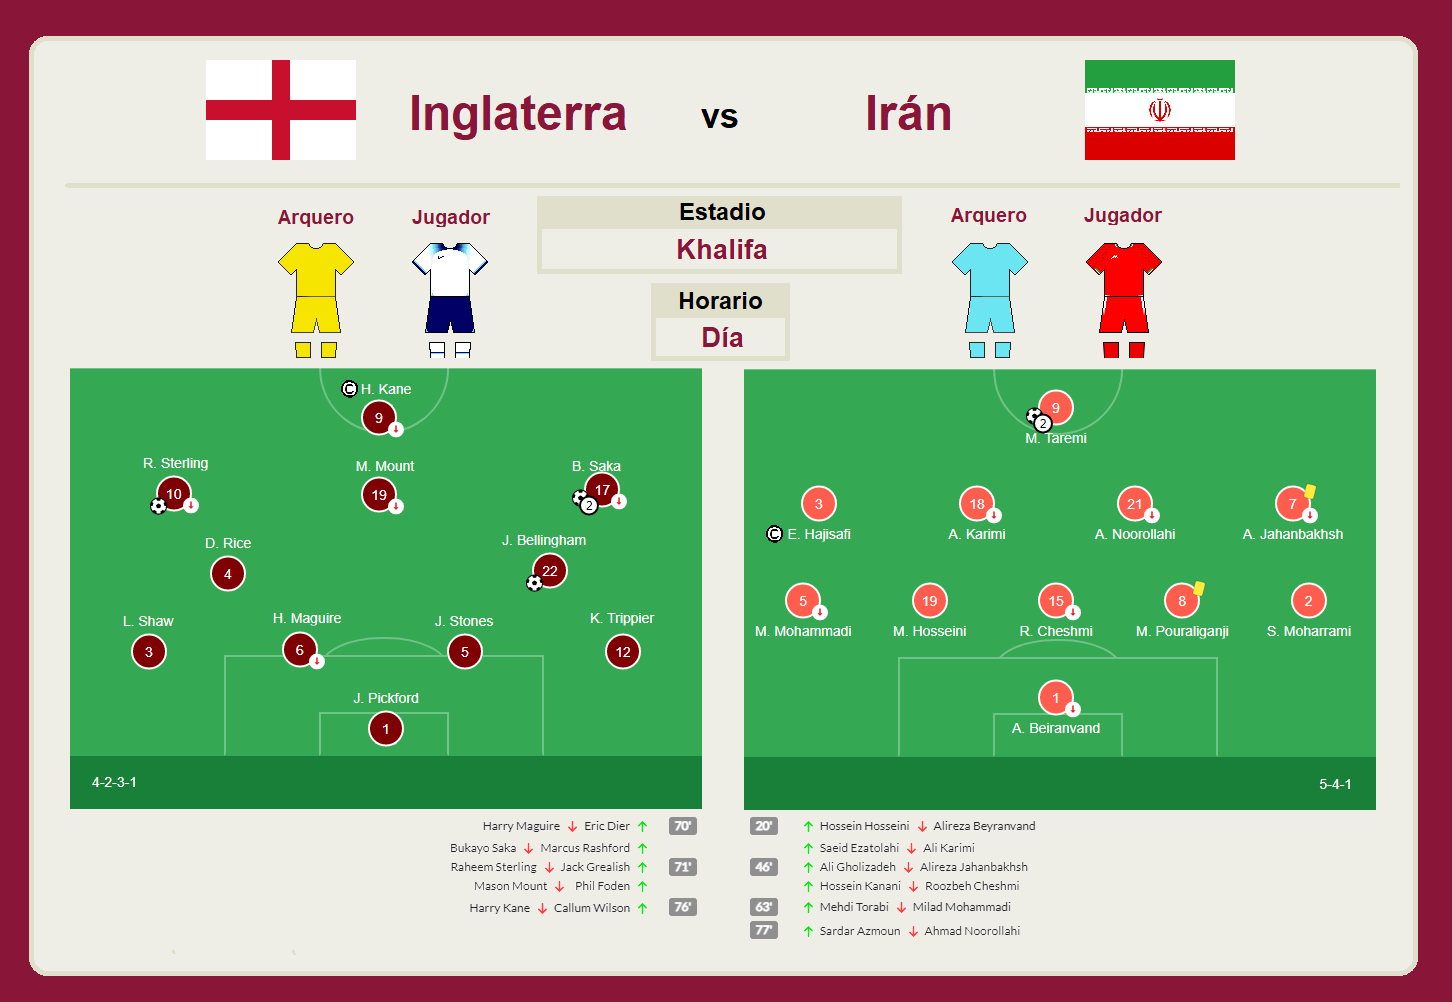 Inglaterra vs Irán
Arquero Jugador
Estadio
Khalifa
Horario
Día
Arquero Jugador
C H. Kane
9
R. Sterling
10
M. Mount
19
B. Saka
17
2
D. Rice
4
J. Bellingham
22
L. Shaw
3
H. Maguire
6
J. Stones
5
K. Trippier
12
J. Pickford
1
4-2-3-1
9
2
M. Taremi
3
C E. Hajisafi
18
A. Karimi
21
A. Noorollahi
7
A. Jahanbakhsh
5
M. Mohammadi
19
M. Hosseini
15
R. Cheshmi
8
M. Pouraliganji
2
S. Moharrami
1
A. Beiranvand
5-4-1
Harry Maguire ↓ Eric Dier ↑ 70'
Bukayo Saka ↓ Marcus Rashford ↑
Raheem Sterling ↓ Jack Grealish ↑ 71'
Mason Mount ↓ Phil Foden ↑
Harry Kane ↓ Callum Wilson ↑ 76'
20' ↑ Hossein Hosseini ↓ Alireza Beyranvand
↑ Saeid Ezatolahi ↓ Ali Karimi
46' ↑ Ali Gholizadeh ↓ Alireza Jahanbakhsh
↑ Hossein Kanani ↓ Roozbeh Cheshmi
63' ↑ Mehdi Torabi ↓ Milad Mohammadi
77' ↑ Sardar Azmoun ↓ Ahmad Noorollahi